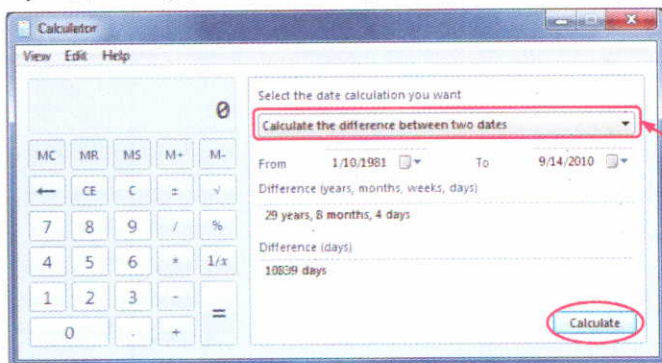 Calculator
View Edit Help
0
MC MR MS M+ M-
← CE C ± √
7 8 9 / %
4 5 6 * 1/x
1 2 3 - =
0 . +
Select the date calculation you want
Calculate the difference between two dates
From 1/10/1981 To 9/14/2010
Difference (years, months, weeks, days)
29 years, 8 months, 4 days
Difference (days)
10839 days
Calculate